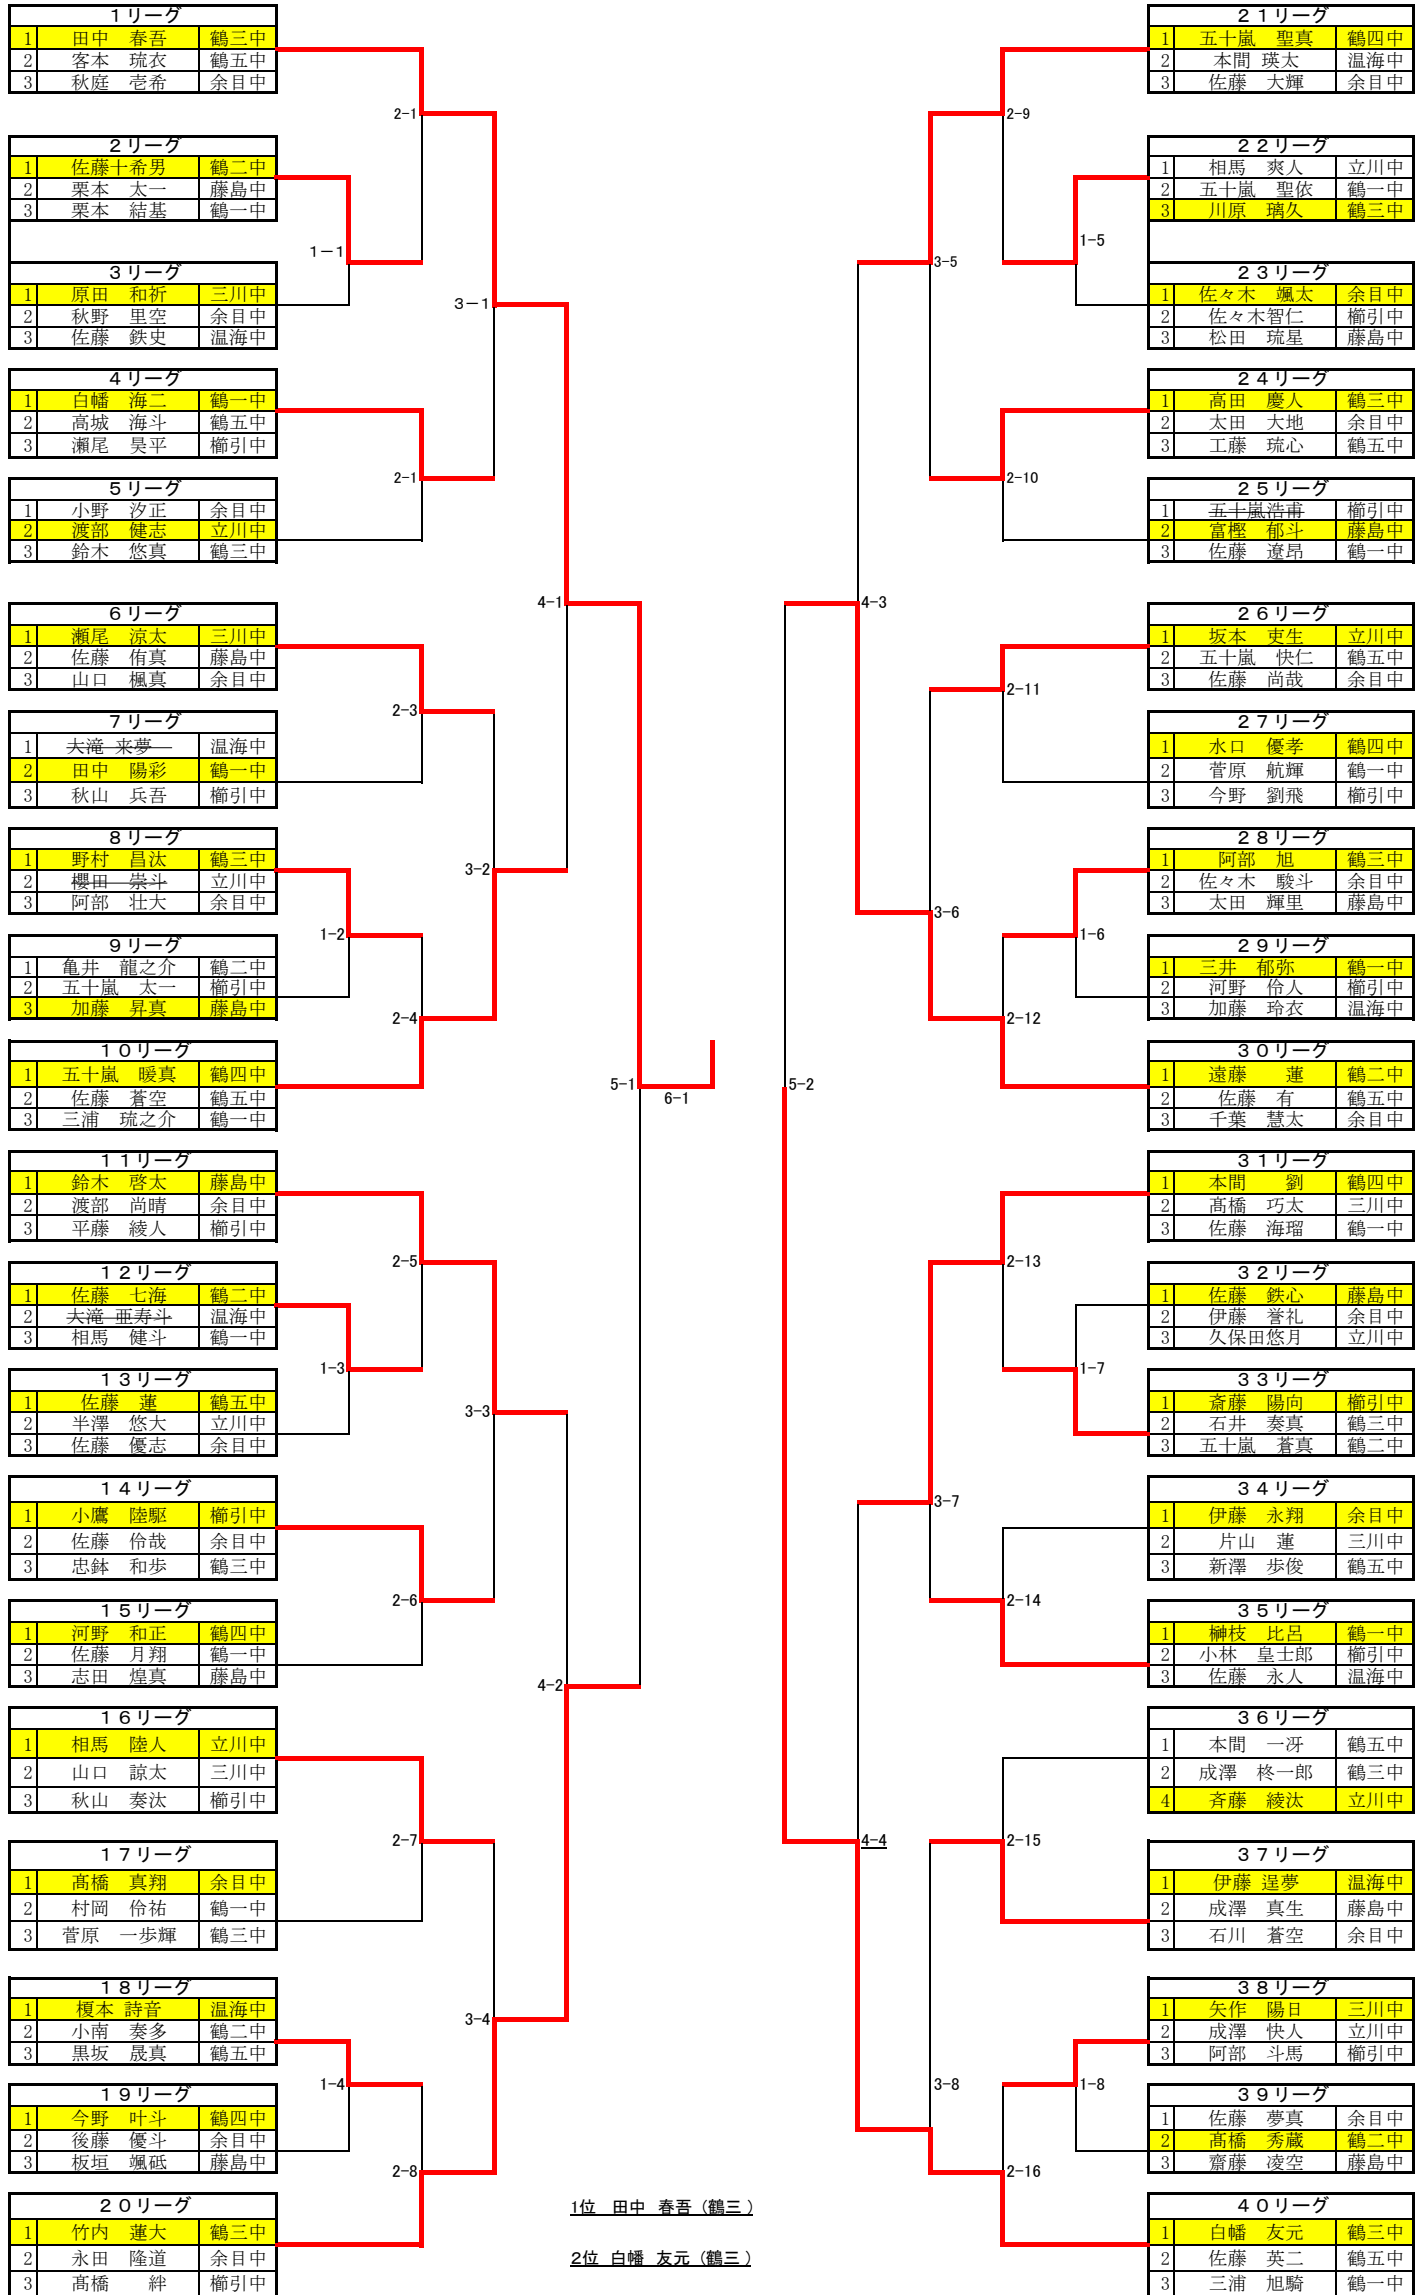 1リーグ
1 田中 春吾 鶴三中
2 客本 琉衣 鶴五中
3 秋庭 壱希 余目中
2-1
2リーグ
1 佐藤十希男 鶴二中
2 栗本 太一 藤島中
3 栗本 結基 鶴一中
1－1
3リーグ
1 原田 和祈 三川中
2 秋野 里空 余目中
3 佐藤 鉄史 温海中
3－1
4リーグ
1 白幡 海二 鶴一中
2 高城 海斗 鶴五中
3 瀬尾 昊平 櫛引中
2-1
5リーグ
1 小野 汐正 余目中
2 渡部 健志 立川中
3 鈴木 悠真 鶴三中
4-1
6リーグ
1 瀬尾 涼太 三川中
2 佐藤 侑真 藤島中
3 山口 楓真 余目中
2-3
7リーグ
1 大滝 来夢 温海中
2 田中 陽彩 鶴一中
3 秋山 兵吾 櫛引中
8リーグ
1 野村 昌汰 鶴三中
2 櫻田 崇斗 立川中
3 阿部 壮大 余目中
3-2
1-2
9リーグ
1 亀井 龍之介 鶴二中
2 五十嵐 太一 櫛引中
3 加藤 昇真 藤島中
2-4
10リーグ
1 五十嵐 暖真 鶴四中
2 佐藤 蒼空 鶴五中
3 三浦 琉之介 鶴一中
5-1
6-1
11リーグ
1 鈴木 啓太 藤島中
2 渡部 尚晴 余目中
3 平藤 綾人 櫛引中
2-5
12リーグ
1 佐藤 七海 鶴二中
2 大滝 亜寿斗 温海中
3 相馬 健斗 鶴一中
1-3
13リーグ
1 佐藤 蓮 鶴五中
2 半澤 悠大 立川中
3 佐藤 優志 余目中
3-3
14リーグ
1 小鷹 陸駆 櫛引中
2 佐藤 伶哉 余目中
3 忠鉢 和歩 鶴三中
2-6
15リーグ
1 河野 和正 鶴四中
2 佐藤 月翔 鶴一中
3 志田 煌真 藤島中
4-2
16リーグ
1 相馬 陸人 立川中
2 山口 諒太 三川中
3 秋山 奏汰 櫛引中
2-7
17リーグ
1 髙橋 真翔 余目中
2 村岡 伶祐 鶴一中
3 菅原 一歩輝 鶴三中
18リーグ
1 榎本 詩音 温海中
2 小南 奏多 鶴二中
3 黒坂 晟真 鶴五中
3-4
1-4
19リーグ
1 今野 叶斗 鶴四中
2 後藤 優斗 余目中
3 板垣 颯砥 藤島中
2-8
20リーグ
1 竹内 蓮大 鶴三中
2 永田 隆道 余目中
3 髙橋 絆 櫛引中
1位 田中 春吾（鶴三）
2位 白幡 友元（鶴三）
21リーグ
1 五十嵐 聖真 鶴四中
2 本間 瑛太 温海中
3 佐藤 大輝 余目中
2-9
22リーグ
1 相馬 爽人 立川中
2 五十嵐 聖依 鶴一中
3 川原 璃久 鶴三中
1-5
3-5
23リーグ
1 佐々木 颯太 余目中
2 佐々木智仁 櫛引中
3 松田 琉星 藤島中
24リーグ
1 高田 慶人 鶴三中
2 太田 大地 余目中
3 工藤 琉心 鶴五中
2-10
25リーグ
1 五十嵐浩甫 櫛引中
2 富樫 郁斗 藤島中
3 佐藤 遼昂 鶴一中
4-3
26リーグ
1 坂本 吏生 立川中
2 五十嵐 快仁 鶴五中
3 佐藤 尚哉 余目中
2-11
27リーグ
1 水口 優孝 鶴四中
2 菅原 航輝 鶴一中
3 今野 劉飛 櫛引中
28リーグ
1 阿部 旭 鶴三中
2 佐々木 駿斗 余目中
3 太田 輝里 藤島中
3-6
1-6
29リーグ
1 三井 郁弥 鶴一中
2 河野 伶人 櫛引中
3 加藤 玲衣 温海中
2-12
30リーグ
1 遠藤 蓮 鶴二中
2 佐藤 有 鶴五中
3 千葉 慧太 余目中
5-2
31リーグ
1 本間 劉 鶴四中
2 髙橋 巧太 三川中
3 佐藤 海瑠 鶴一中
2-13
32リーグ
1 佐藤 鉄心 藤島中
2 伊藤 誉礼 余目中
3 久保田悠月 立川中
1-7
33リーグ
1 斎藤 陽向 櫛引中
2 石井 奏真 鶴三中
3 五十嵐 蒼真 鶴二中
3-7
34リーグ
1 伊藤 永翔 余目中
2 片山 蓮 三川中
3 新澤 歩俊 鶴五中
2-14
35リーグ
1 榊枝 比呂 鶴一中
2 小林 皇士郎 櫛引中
3 佐藤 永人 温海中
36リーグ
1 本間 一冴 鶴五中
2 成澤 柊一郎 鶴三中
4 斉藤 綾汰 立川中
4-4
2-15
37リーグ
1 伊藤 逞夢 温海中
2 成澤 真生 藤島中
3 石川 蒼空 余目中
38リーグ
1 矢作 陽日 三川中
2 成澤 快人 立川中
3 阿部 斗馬 櫛引中
3-8
1-8
39リーグ
1 佐藤 夢真 余目中
2 髙橋 秀蔵 鶴二中
3 齋藤 凌空 藤島中
2-16
40リーグ
1 白幡 友元 鶴三中
2 佐藤 英二 鶴五中
3 三浦 旭騎 鶴一中